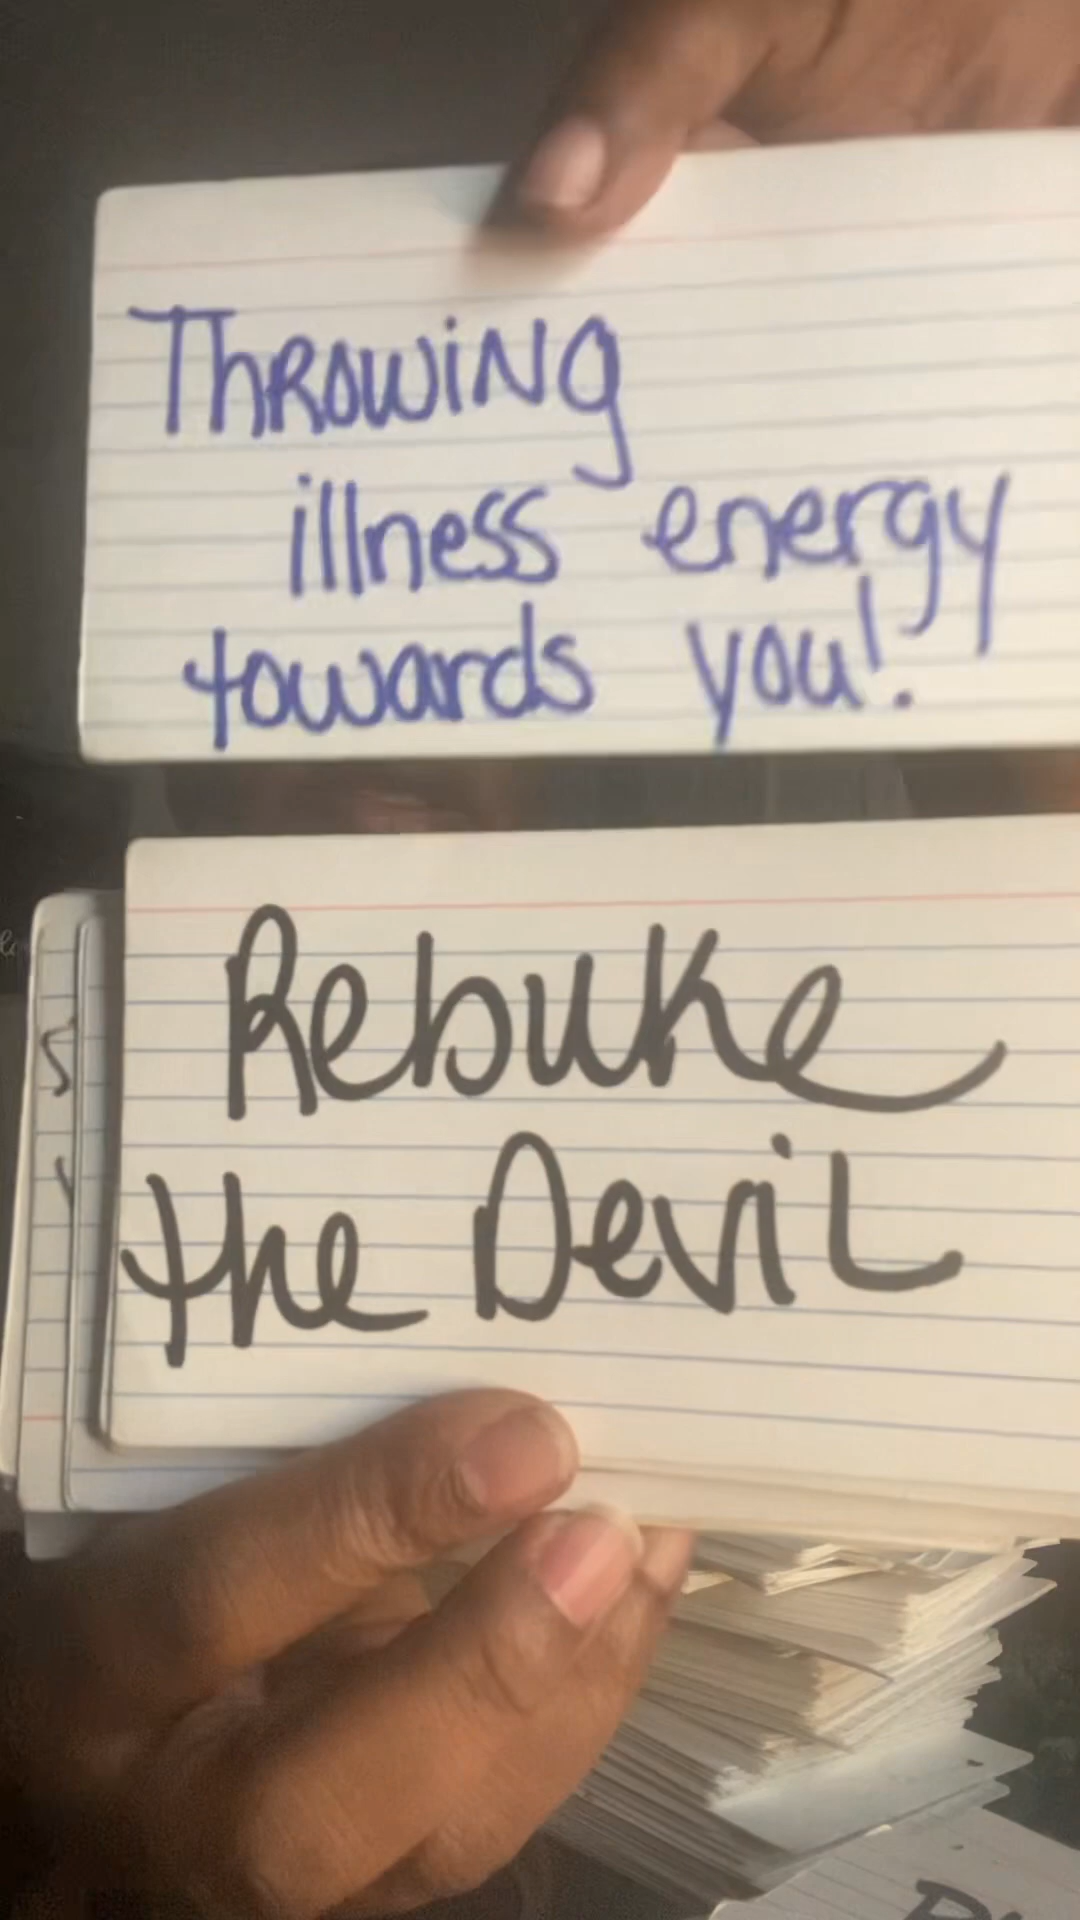 Throwing
illness energy
towards you!
Rebuke
the Devil